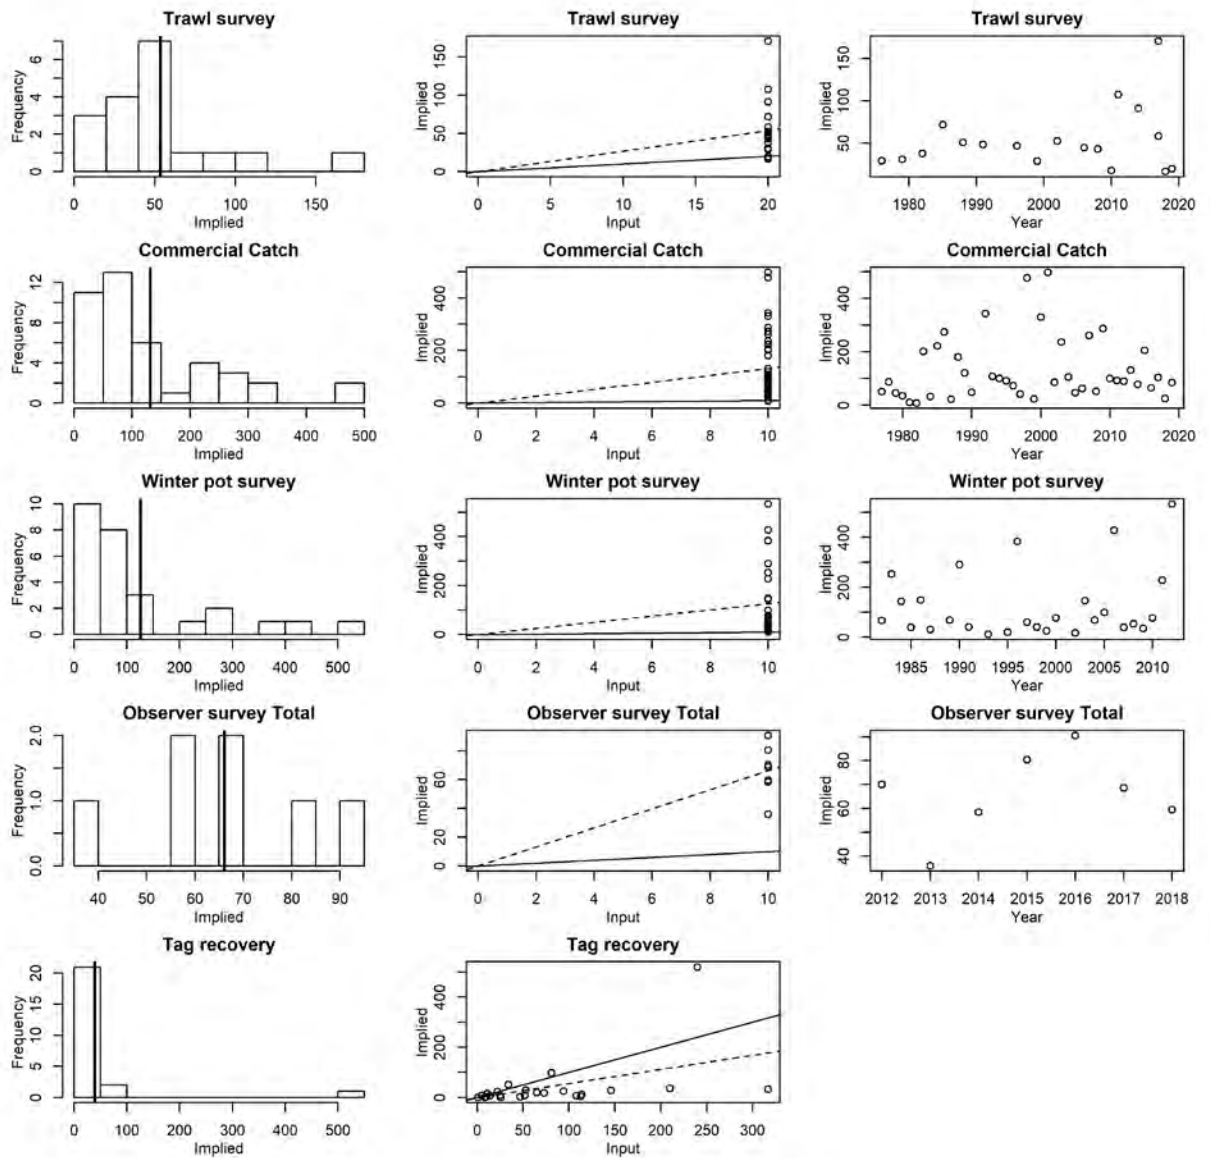 Trawl survey
Frequency
0 2 4 6
0 50 100 150
Implied
Trawl survey
Implied
0 50 100 150
0 5 10 15 20
Input
Trawl survey
Implied
50 100 150
1980 1990 2000 2010 2020
Year
Commercial Catch
Frequency
0 4 8 12
0 100 200 300 400 500
Implied
Commercial Catch
Implied
0 200 400
0 2 4 6 8 10
Input
Commercial Catch
Implied
0 200 400
1980 1990 2000 2010 2020
Year
Winter pot survey
Frequency
0 2 4 6 8 10
0 100 200 300 400 500
Implied
Winter pot survey
Implied
0 200 400
0 2 4 6 8 10
Input
Winter pot survey
Implied
0 200 400
1985 1990 1995 2000 2005 2010
Year
Observer survey Total
Frequency
0.0 1.0 2.0
40 50 60 70 80 90
Implied
Observer survey Total
Implied
0 20 60
0 2 4 6 8 10
Input
Observer survey Total
Implied
40 60 80
2012 2013 2014 2015 2016 2017 2018
Year
Tag recovery
Frequency
0 5 10 15 20
0 100 200 300 400 500
Implied
Tag recovery
Implied
0 200 400
0 50 100 150 200 250 300
Input